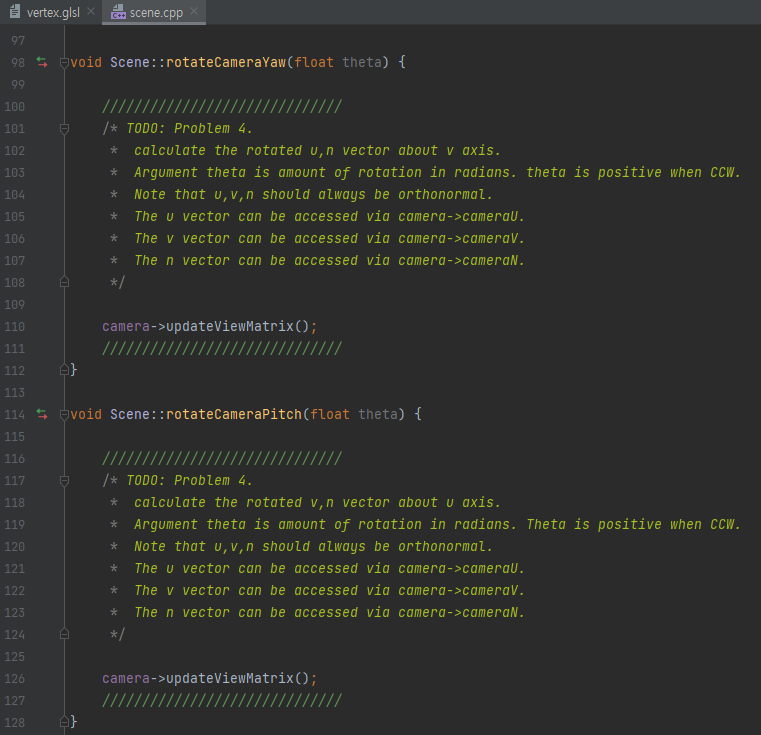 vertex.glsl scene.cpp
97
98 void Scene::rotateCameraYaw(float theta) {
99
100 //////////////////////////////
101 /* TODO: Problem 4.
102 * calculate the rotated u,n vector about v axis.
103 * Argument theta is amount of rotation in radians. theta is positive when CCW.
104 * Note that u,v,n should always be orthonormal.
105 * The u vector can be accessed via camera->cameraU.
106 * The v vector can be accessed via camera->cameraV.
107 * The n vector can be accessed via camera->cameraN.
108 */
109
110 camera->updateViewMatrix();
111 //////////////////////////////
112 }
113
114 void Scene::rotateCameraPitch(float theta) {
115
116 //////////////////////////////
117 /* TODO: Problem 4.
118 * calculate the rotated v,n vector about u axis.
119 * Argument theta is amount of rotation in radians. Theta is positive when CCW.
120 * Note that u,v,n should always be orthonormal.
121 * The u vector can be accessed via camera->cameraU.
122 * The v vector can be accessed via camera->cameraV.
123 * The n vector can be accessed via camera->cameraN.
124 */
125
126 camera->updateViewMatrix();
127 //////////////////////////////
128 }